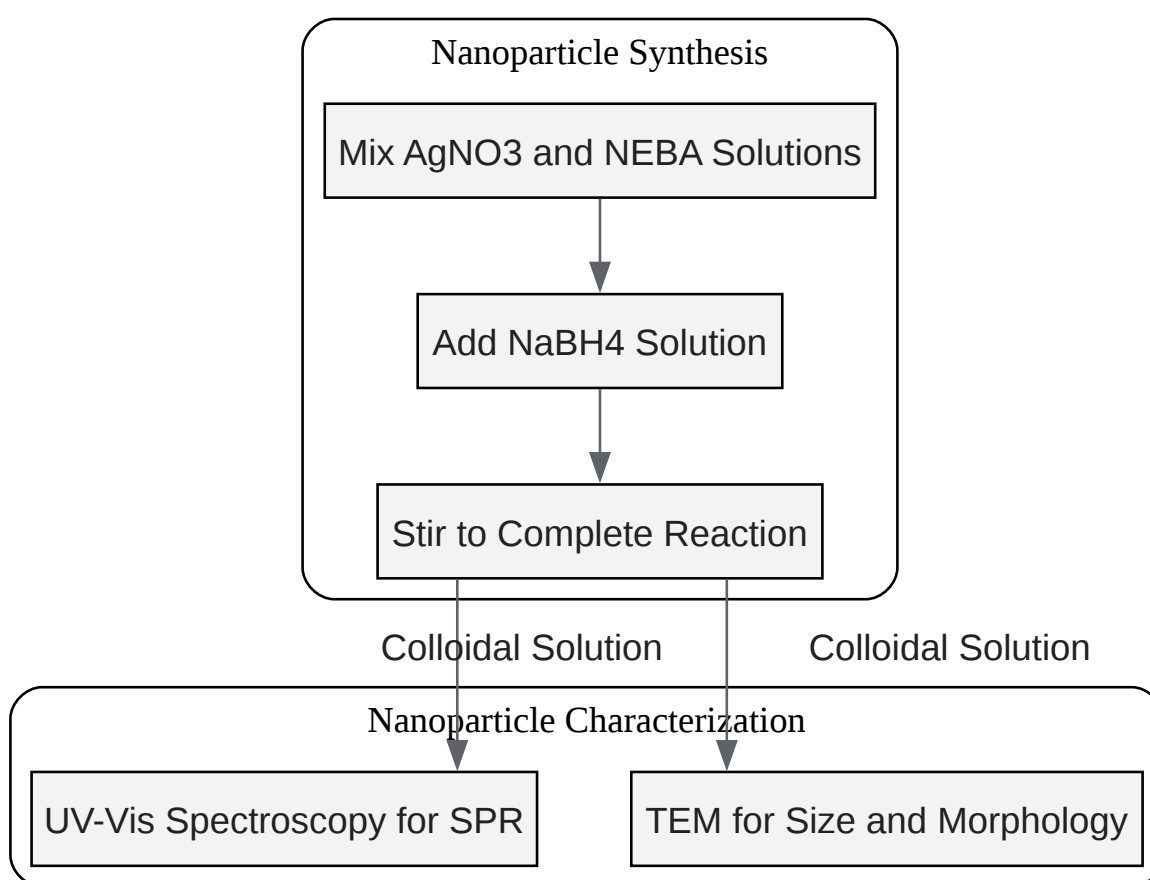 Nanoparticle Synthesis
Mix AgNO3 and NEBA Solutions
Add NaBH4 Solution
Stir to Complete Reaction
Colloidal Solution
Colloidal Solution
Nanoparticle Characterization
UV-Vis Spectroscopy for SPR
TEM for Size and Morphology